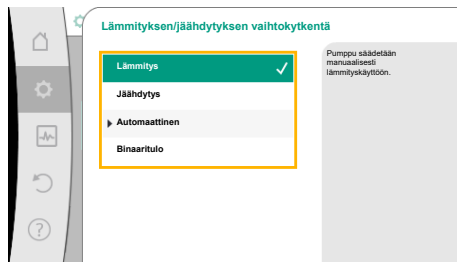 Lämmityksen/jäähdytyksen vaihtokytkentä
Lämmitys
Jäähdytys
Automaattinen
Binaaritulo
Pumppu säädetään
manuaalisesti
lämmityskäyttöön.
?